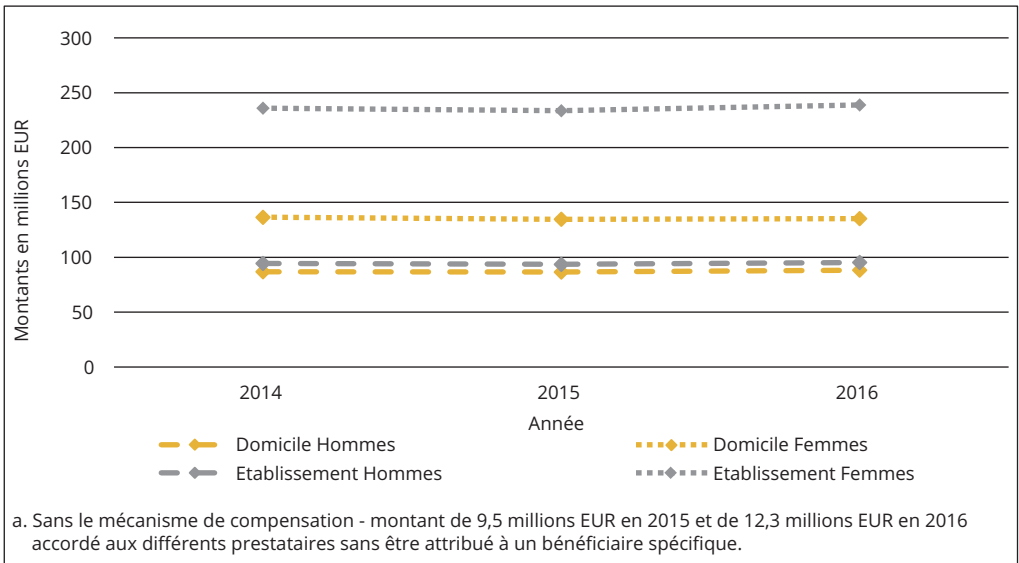 300
250
200
150
100
50
0
Montants en millions EUR
2014 2015 2016
Année
Domicile Hommes Domicile Femmes
Etablissement Hommes Etablissement Femmes
a. Sans le mécanisme de compensation - montant de 9,5 millions EUR en 2015 et de 12,3 millions EUR en 2016
accordé aux différents prestataires sans être attribué à un bénéficiaire spécifique.